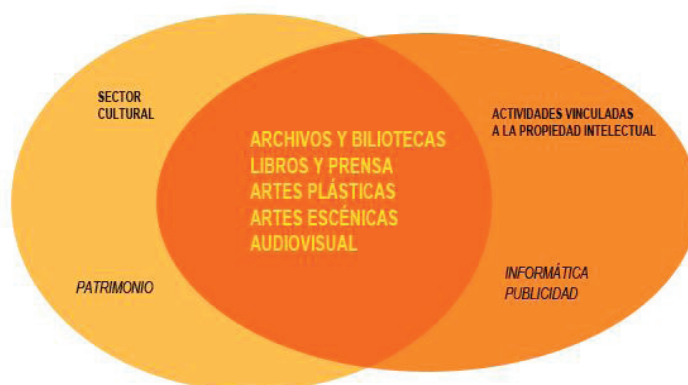 SECTOR
CULTURAL
ACTIVIDADES VINCULADAS
A LA PROPIEDAD INTELECTUAL
ARCHIVOS Y BILIOTECAS
LIBROS Y PRENSA
ARTES PLÁSTICAS
ARTES ESCÉNICAS
AUDIOVISUAL
PATRIMONIO
INFORMÁTICA
PUBLICIDAD